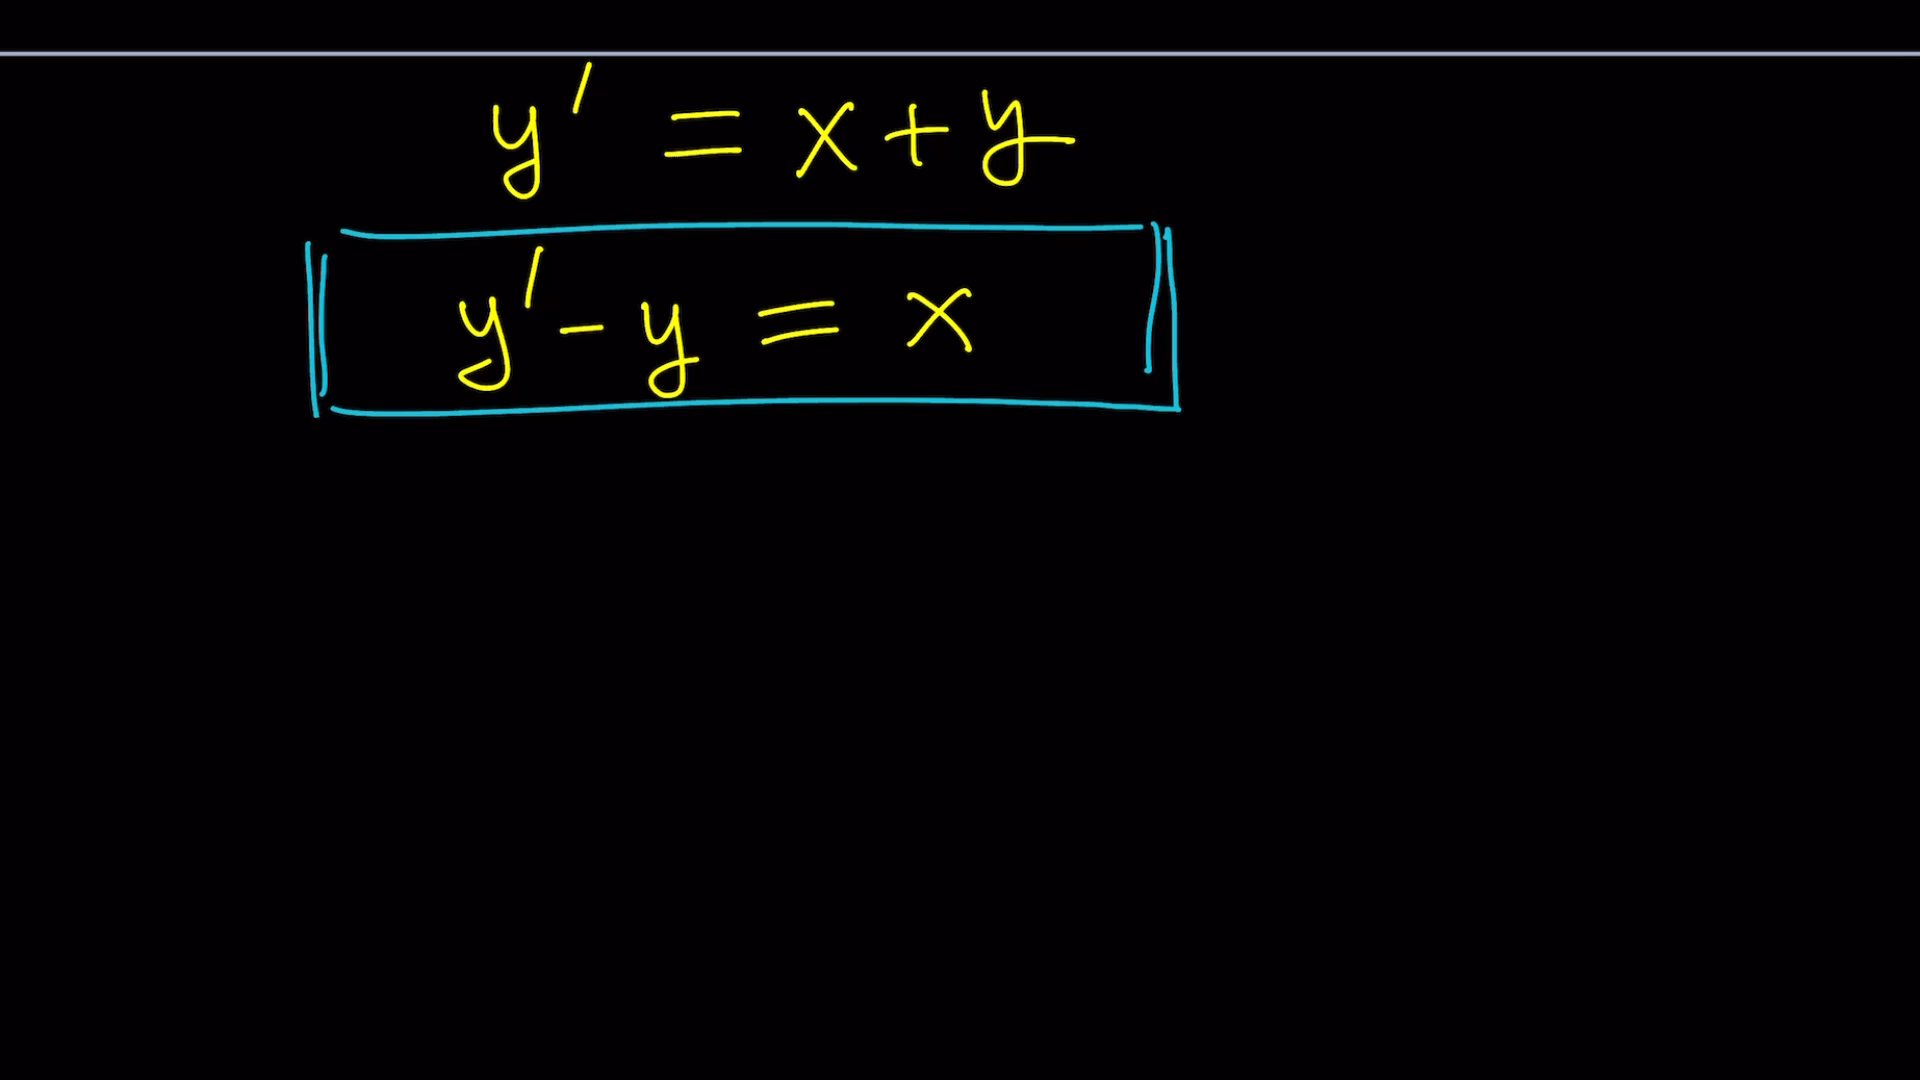 y' = x + y
y' - y = x